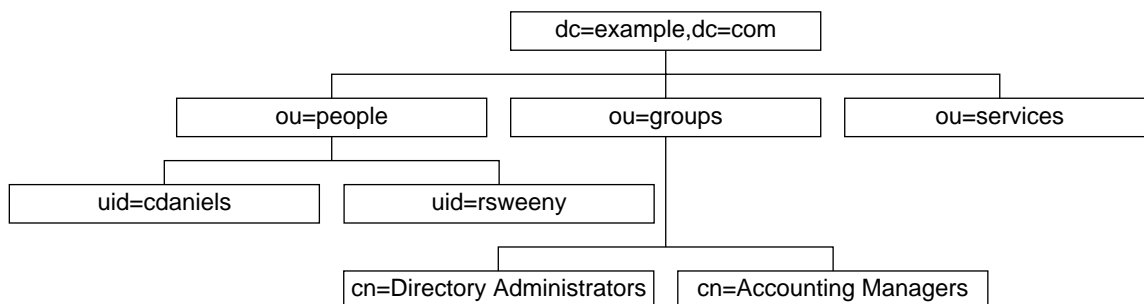 dc=example,dc=com
ou=people
ou=groups
ou=services
uid=cdaniels
uid=rsweeny
cn=Directory Administrators
cn=Accounting Managers